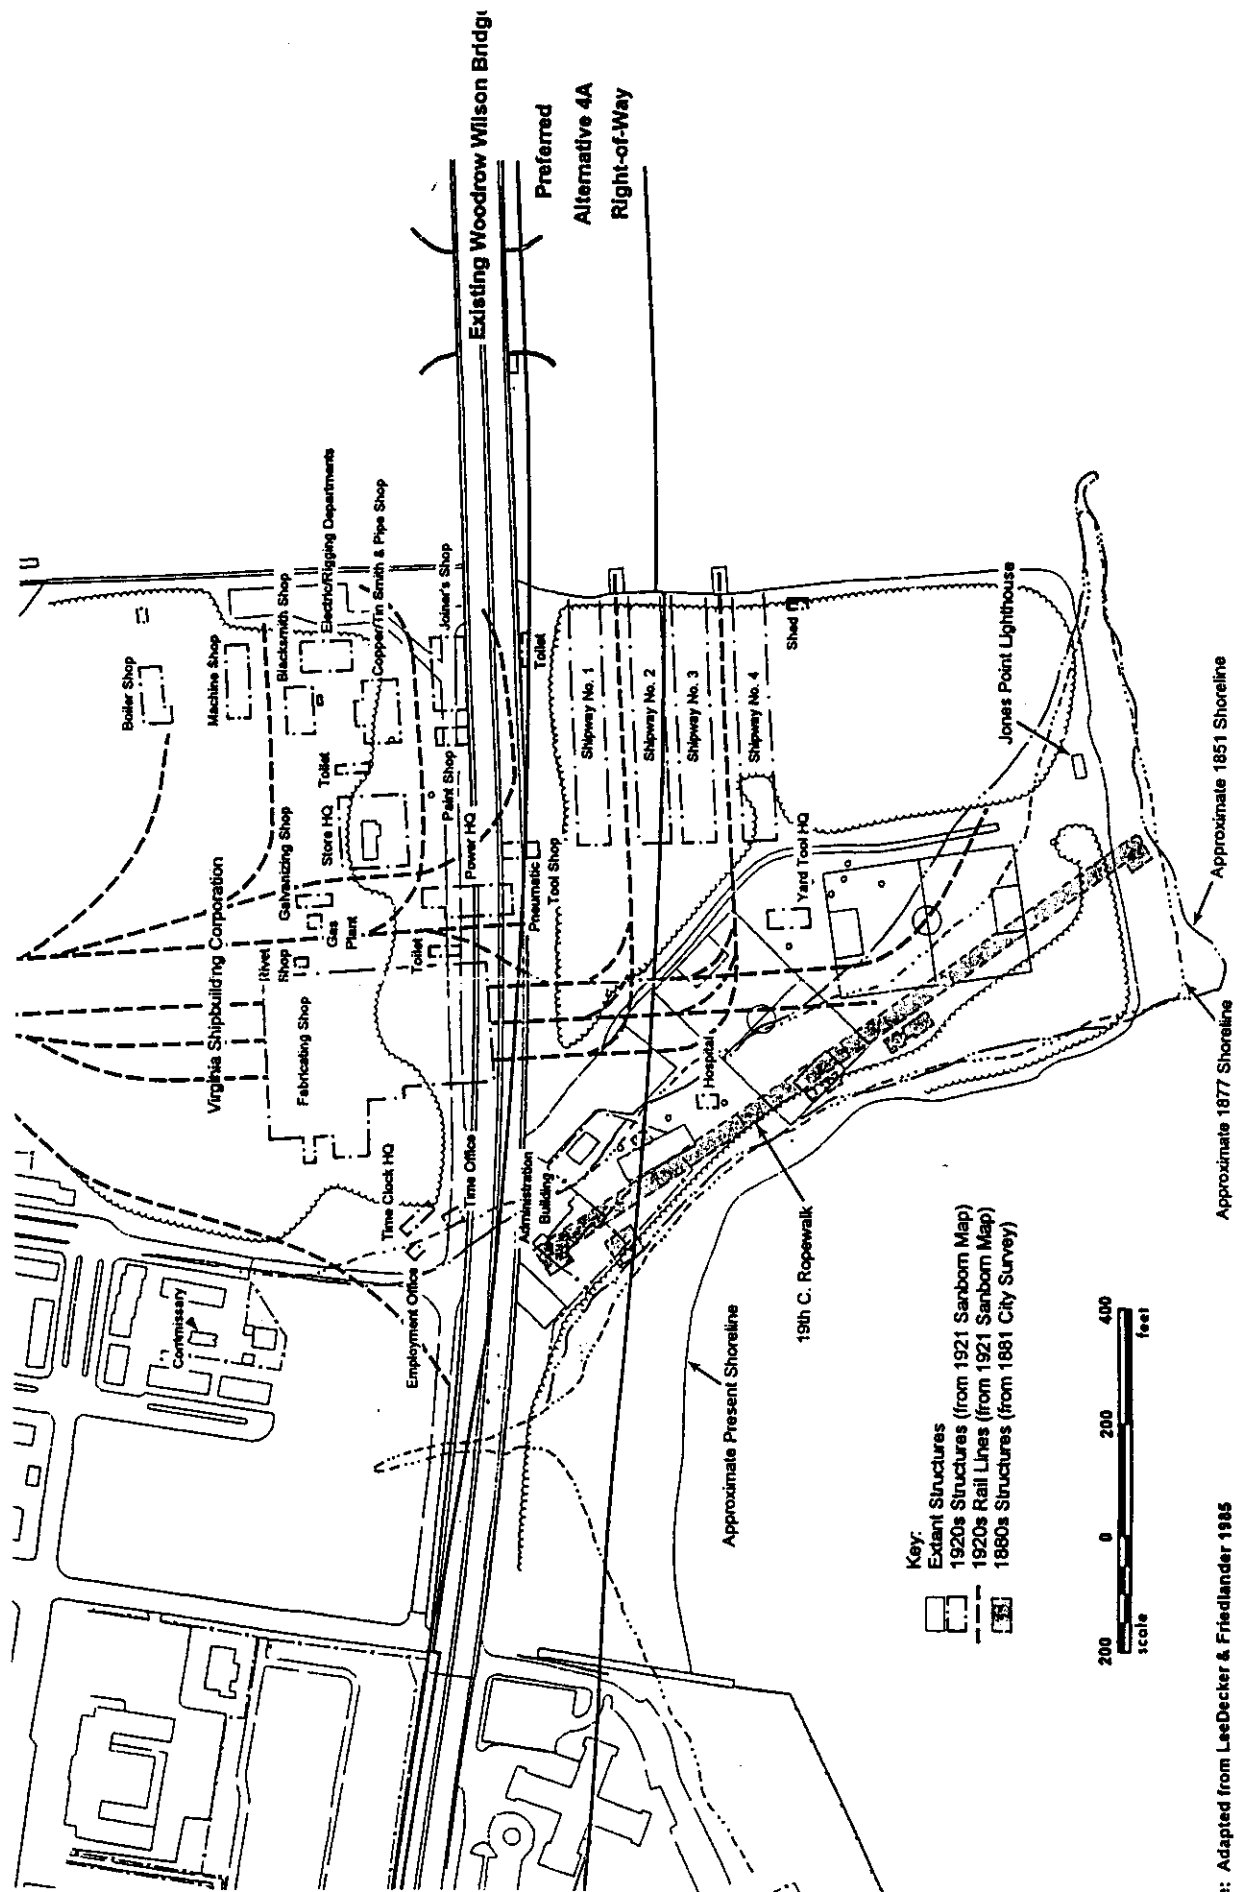 Existing Woodrow Wilson Bridge
Preferred
Alternative 4A
Right-of-Way
Virginia Shipbuilding Corporation
Boiler Shop
Machine Shop
Blacksmith Shop
Electric/Rigging Departments
Copper/Tin Smith & Pipe Shop
Joiner's Shop
Toilet
Galvanizing Shop
Store HQ
Paint Shop
Power HQ
Rivet
Shop
Gas
Plant
Toilet
Pneumatic
Tool Shop
Toilet
Fabricating Shop
Time Clock HQ
Time Office
Employment Office
Administration
Building
Commissary
Shipway No. 1
Shipway No. 2
Shipway No. 3
Shipway No. 4
Shed
Yard Tool HQ
Hospital
Jones Point Lighthouse
19th C. Ropewalk
Approximate Present Shoreline
Approximate 1851 Shoreline
Approximate 1877 Shoreline
Key:
Extant Structures
1920s Structures (from 1921 Sanborn Map)
1920s Rail Lines (from 1921 Sanborn Map)
1880s Structures (from 1881 City Survey)
200 0 200 400
scale feet
e: Adapted from LeeDecker & Friedlander 1985